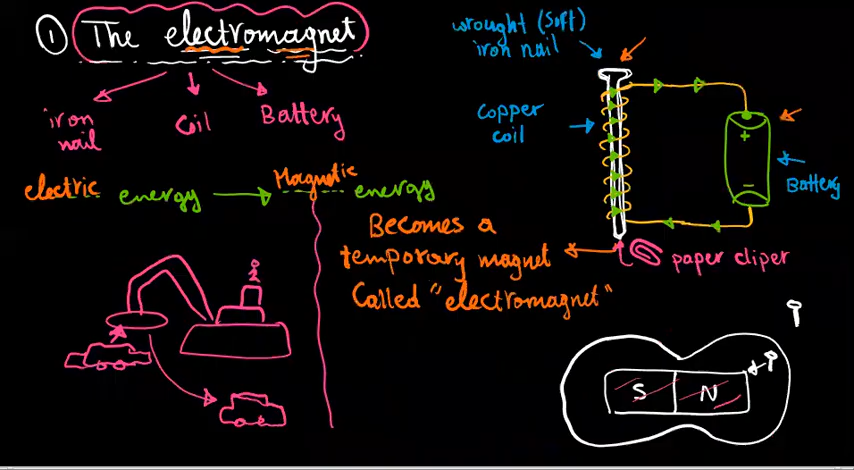 ① The electromagnet
iron
nail
Coil
Battery
electric energy → Magnetic energy
Becomes a
temporary magnet
Called "electromagnet"
wrought (Soft)
iron nail
copper
coil
+
−
Battery
paper cliper
S N